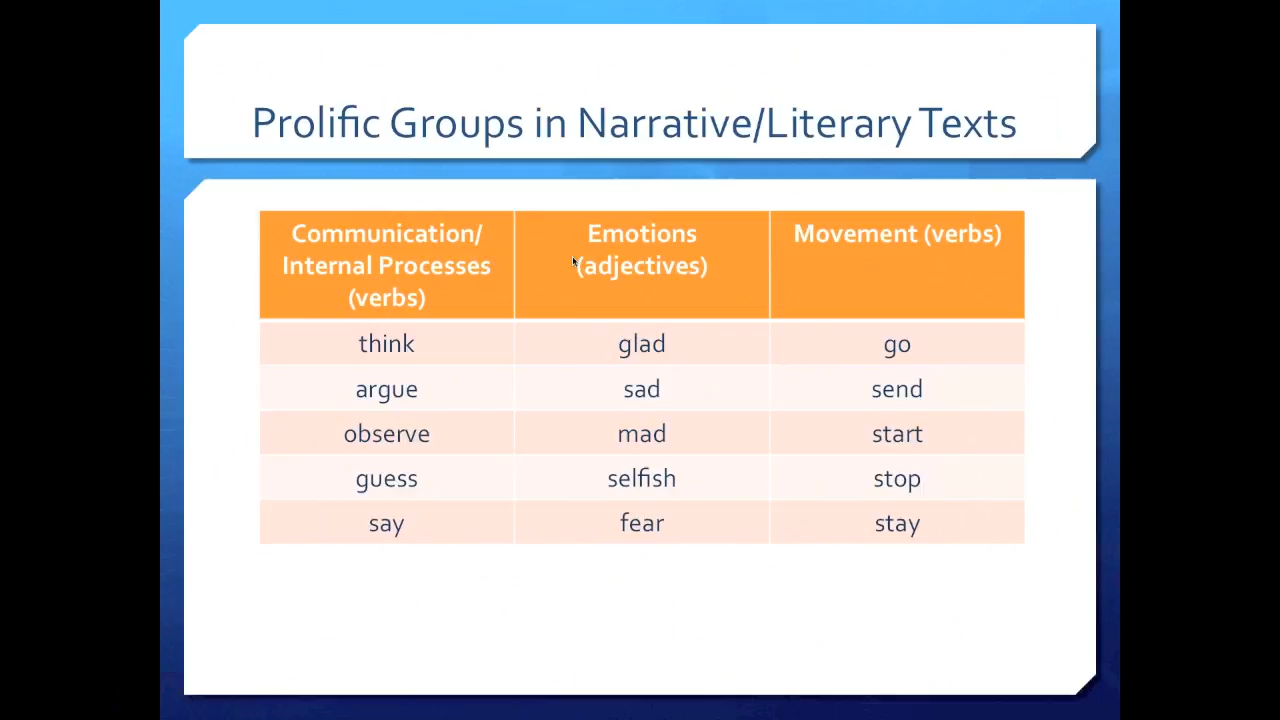 Prolific Groups in Narrative/Literary Texts
Communication/
Internal Processes
(verbs)
Emotions
(adjectives)
Movement (verbs)
think glad go
argue sad send
observe mad start
guess selfish stop
say fear stay